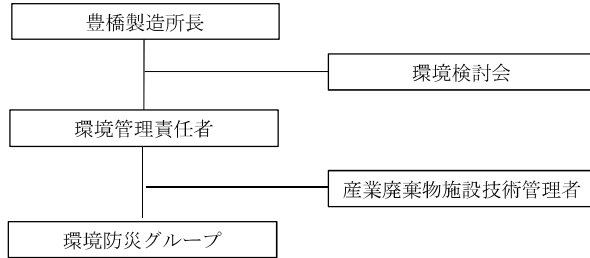 豊橋製造所長
環境検討会
環境管理責任者
産業廃棄物施設技術管理者
環境防災グループ